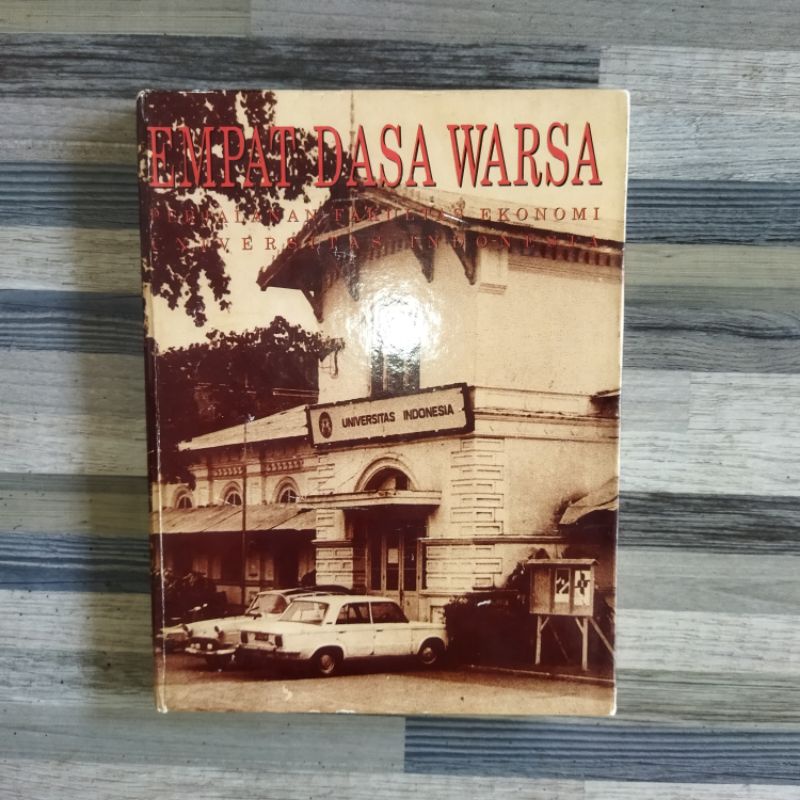 EMPAT DASA WARSA
PERJALANAN FAKULTAS EKONOMI
UNIVERSITAS INDONESIA
UNIVERSITAS INDONESIA